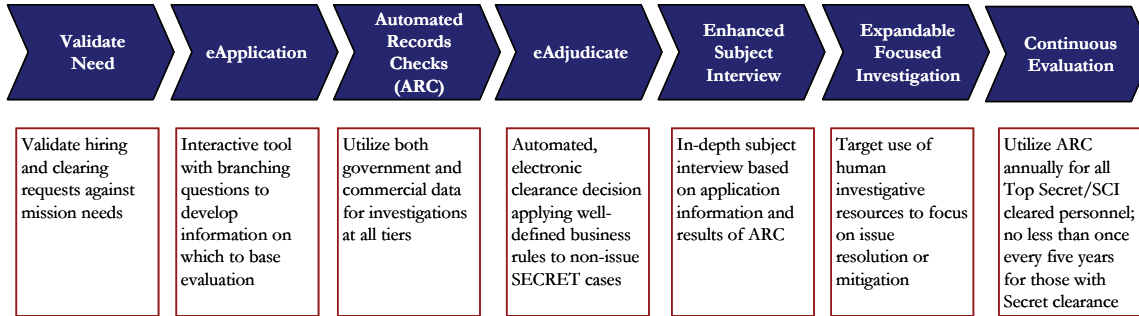 Validate
Need
eApplication
Automated
Records
Checks
(ARC)
eAdjudicate
Enhanced
Subject
Interview
Expandable
Focused
Investigation
Continuous
Evaluation
Validate hiring
and clearing
requests against
mission needs
Interactive tool
with branching
questions to
develop
information on
which to base
evaluation
Utilize both
government and
commercial data
for investigations
at all tiers
Automated,
electronic
clearance decision
applying well-
defined business
rules to non-issue
SECRET cases
In-depth subject
interview based
on application
information and
results of ARC
Target use of
human
investigative
resources to focus
on issue
resolution or
mitigation
Utilize ARC
annually for all
Top Secret/SCI
cleared personnel;
no less than once
every five years
for those with
Secret clearance